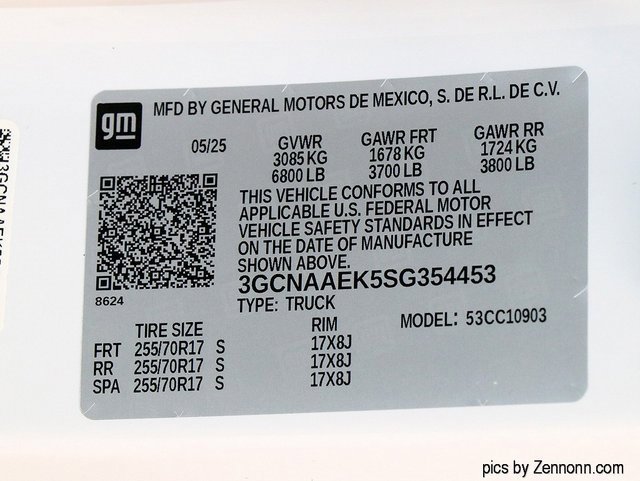 gm
MFD BY GENERAL MOTORS DE MEXICO, S. DE R.L. DE C.V.
05/25 GVWR GAWR FRT GAWR RR
3085 KG 1678 KG 1724 KG
6800 LB 3700 LB 3800 LB
THIS VEHICLE CONFORMS TO ALL
APPLICABLE U.S. FEDERAL MOTOR
VEHICLE SAFETY STANDARDS IN EFFECT
ON THE DATE OF MANUFACTURE
SHOWN ABOVE.
3GCNAAEK5SG354453
8624
TYPE: TRUCK
MODEL: 53CC10903
TIRE SIZE RIM
FRT 255/70R17 S 17X8J
RR 255/70R17 S 17X8J
SPA 255/70R17 S 17X8J
pics by Zennonn.com